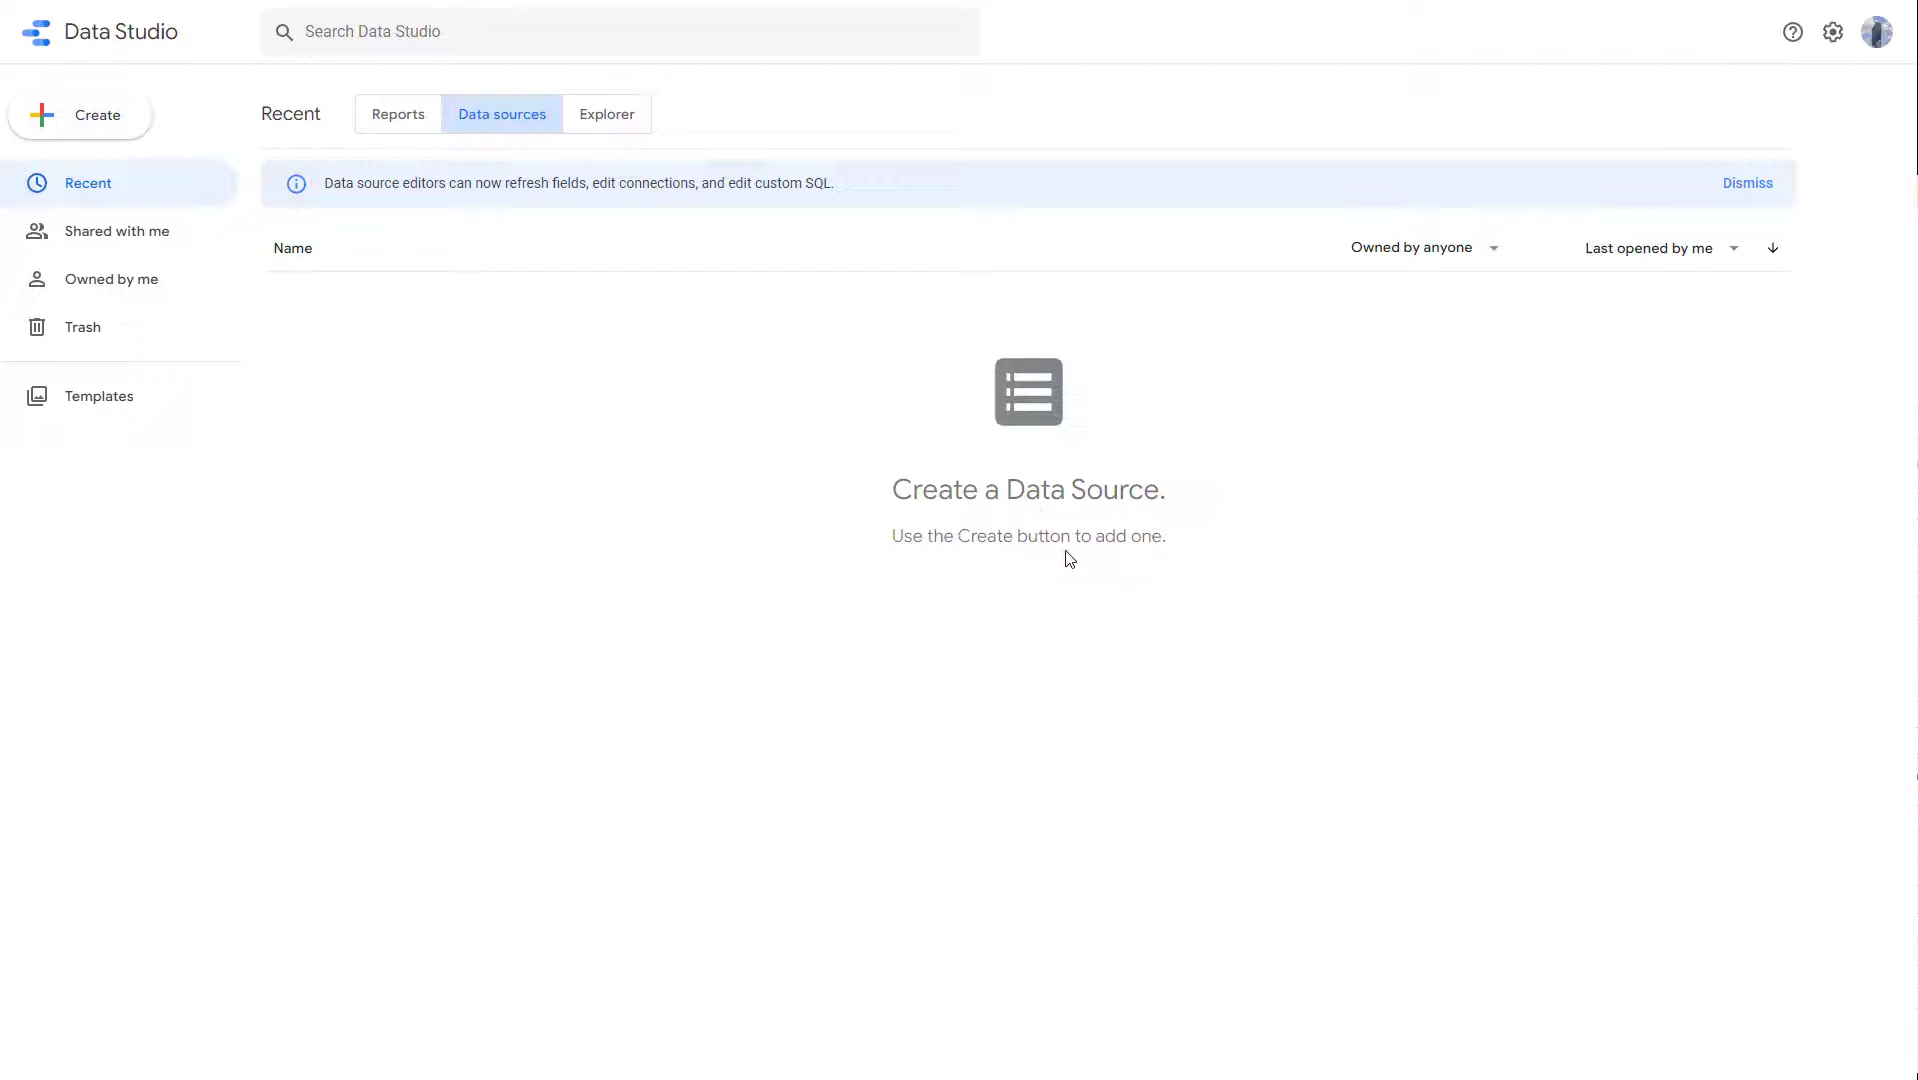 Data Studio
Search Data Studio
Create
Recent
Reports
Data sources
Explorer
Recent
Shared with me
Owned by me
Trash
Templates
Data source editors can now refresh fields, edit connections, and edit custom SQL.
Dismiss
Name
Owned by anyone
Last opened by me
Create a Data Source.
Use the Create button to add one.